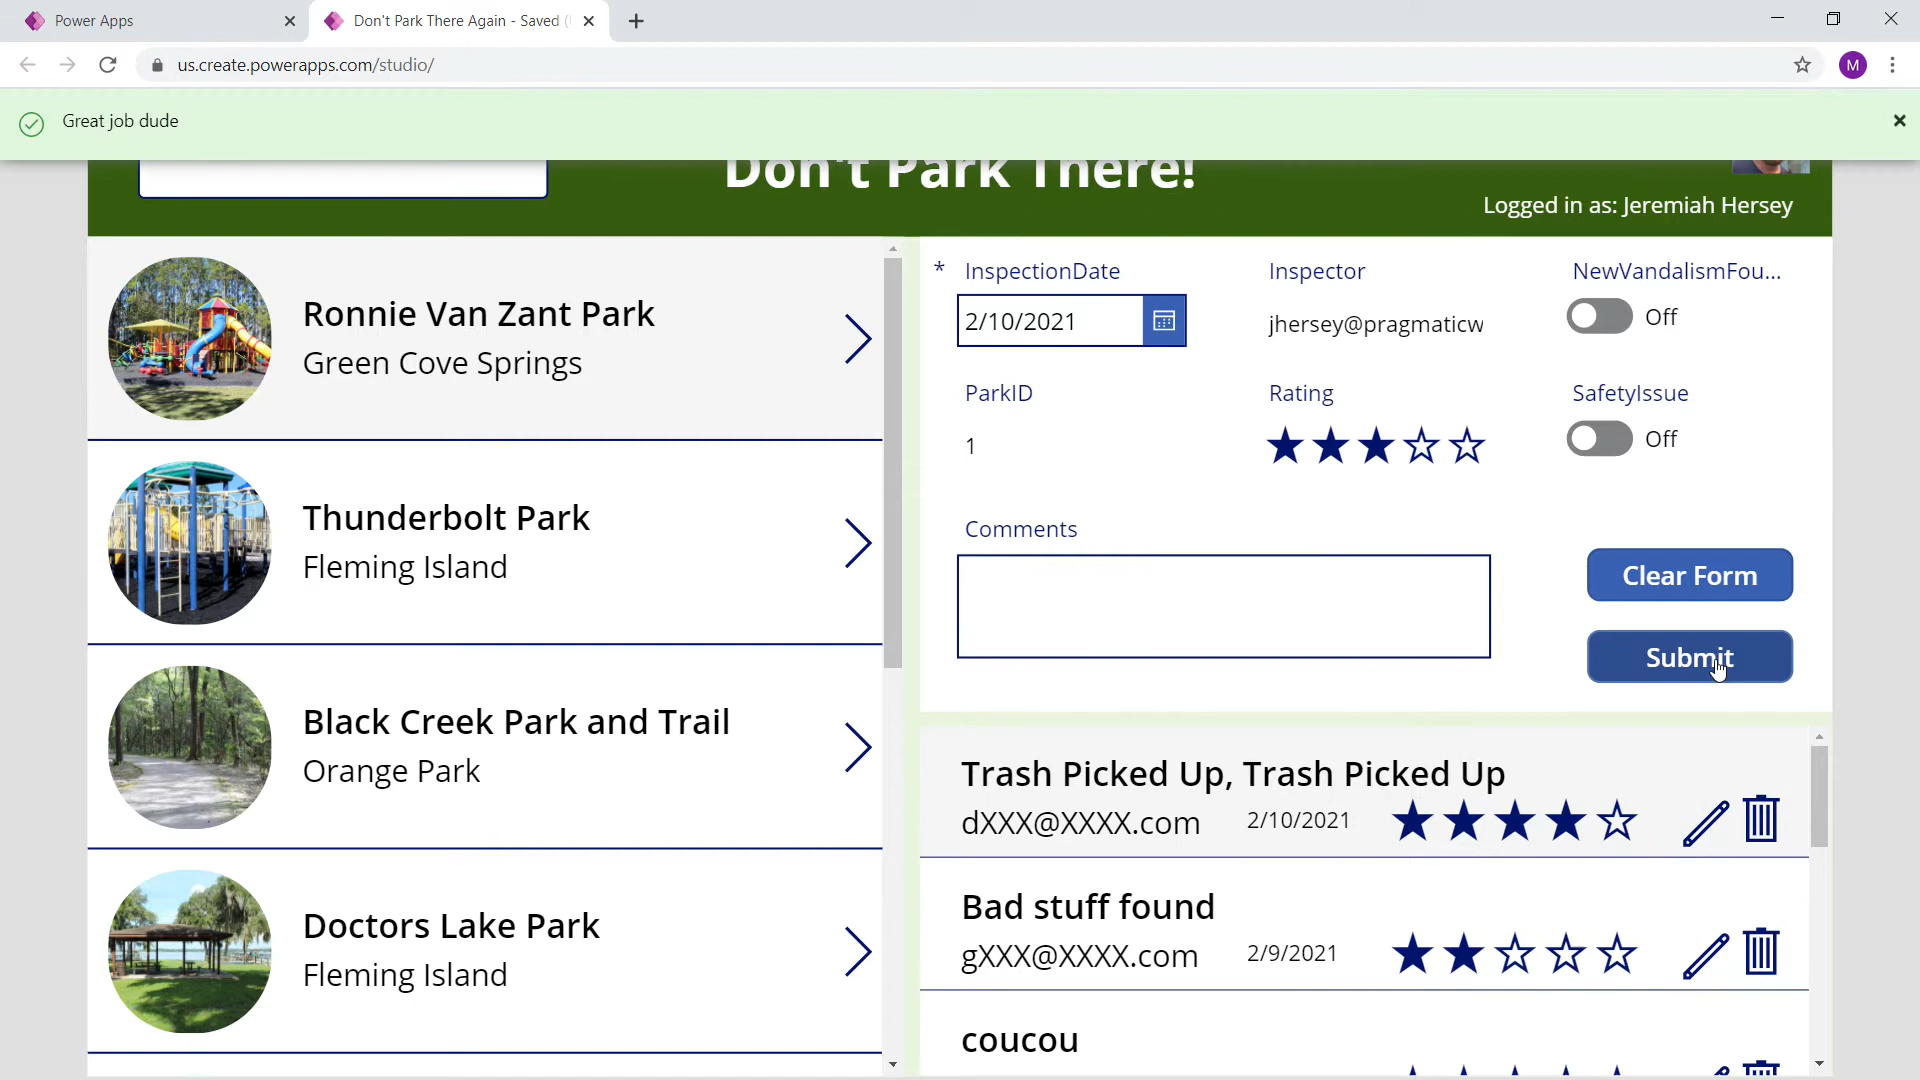 Power Apps
Don't Park There Again - Saved (
us.create.powerapps.com/studio/
M
Great job dude
Don't Park There!
Logged in as: Jeremiah Hersey
Ronnie Van Zant Park
Green Cove Springs
Thunderbolt Park
Fleming Island
Black Creek Park and Trail
Orange Park
Doctors Lake Park
Fleming Island
* InspectionDate
2/10/2021
Inspector
jhersey@pragmaticw
NewVandalismFou...
Off
ParkID
1
Rating
SafetyIssue
Off
Comments
Clear Form
Submit
Trash Picked Up, Trash Picked Up
dXXX@XXXX.com 2/10/2021
Bad stuff found
gXXX@XXXX.com 2/9/2021
coucou